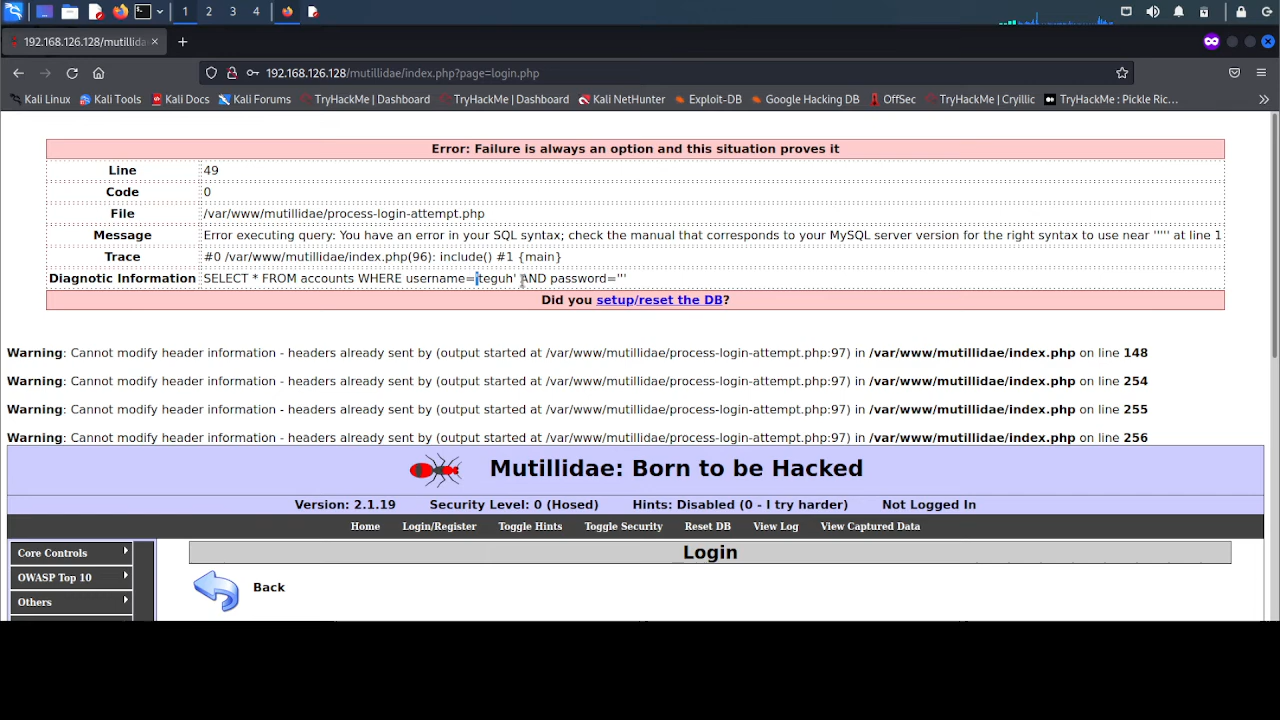 1 2 3 4
192.168.126.128/mutillida
192.168.126.128/mutillidae/index.php?page=login.php
Kali Linux Kali Tools Kali Docs Kali Forums TryHackMe | Dashboard TryHackMe | Dashboard Kali NetHunter Exploit-DB Google Hacking DB OffSec TryHackMe | Cryillic TryHackMe : Pickle Ric…
Error: Failure is always an option and this situation proves it
Line 49
Code 0
File /var/www/mutillidae/process-login-attempt.php
Message Error executing query: You have an error in your SQL syntax; check the manual that corresponds to your MySQL server version for the right syntax to use near ''''' at line 1
Trace #0 /var/www/mutillidae/index.php(96): include() #1 {main}
Diagnotic Information SELECT * FROM accounts WHERE username='teguh' AND password='''
Did you setup/reset the DB?
Warning: Cannot modify header information - headers already sent by (output started at /var/www/mutillidae/process-login-attempt.php:97) in /var/www/mutillidae/index.php on line 148
Warning: Cannot modify header information - headers already sent by (output started at /var/www/mutillidae/process-login-attempt.php:97) in /var/www/mutillidae/index.php on line 254
Warning: Cannot modify header information - headers already sent by (output started at /var/www/mutillidae/process-login-attempt.php:97) in /var/www/mutillidae/index.php on line 255
Warning: Cannot modify header information - headers already sent by (output started at /var/www/mutillidae/process-login-attempt.php:97) in /var/www/mutillidae/index.php on line 256
Mutillidae: Born to be Hacked
Version: 2.1.19 Security Level: 0 (Hosed) Hints: Disabled (0 - I try harder) Not Logged In
Home Login/Register Toggle Hints Toggle Security Reset DB View Log View Captured Data
Core Controls
OWASP Top 10
Others
Login
Back